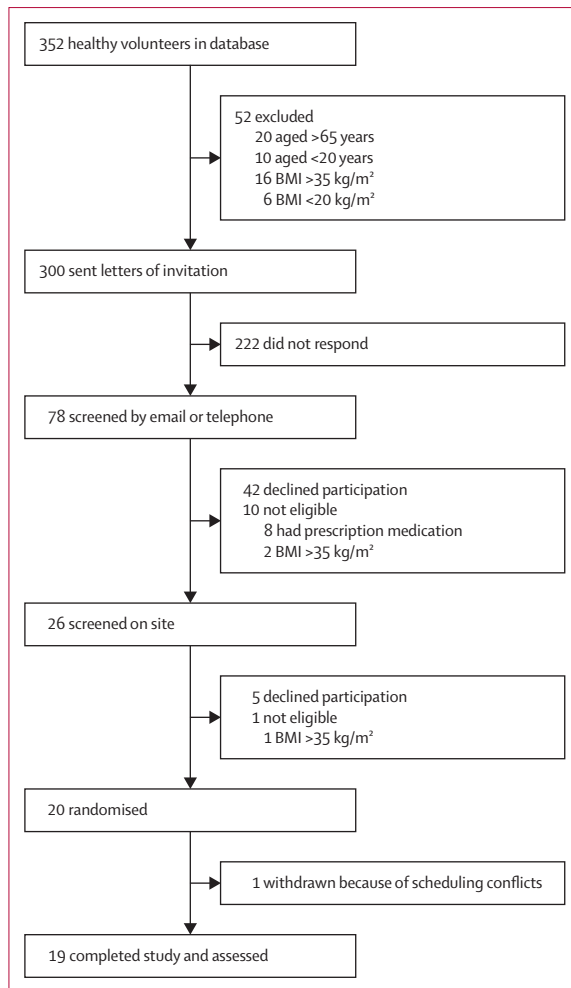 352 healthy volunteers in database
52 excluded
20 aged >65 years
10 aged <20 years
16 BMI >35 kg/m²
6 BMI <20 kg/m²
300 sent letters of invitation
222 did not respond
78 screened by email or telephone
42 declined participation
10 not eligible
8 had prescription medication
2 BMI >35 kg/m²
26 screened on site
5 declined participation
1 not eligible
1 BMI >35 kg/m²
20 randomised
1 withdrawn because of scheduling conflicts
19 completed study and assessed